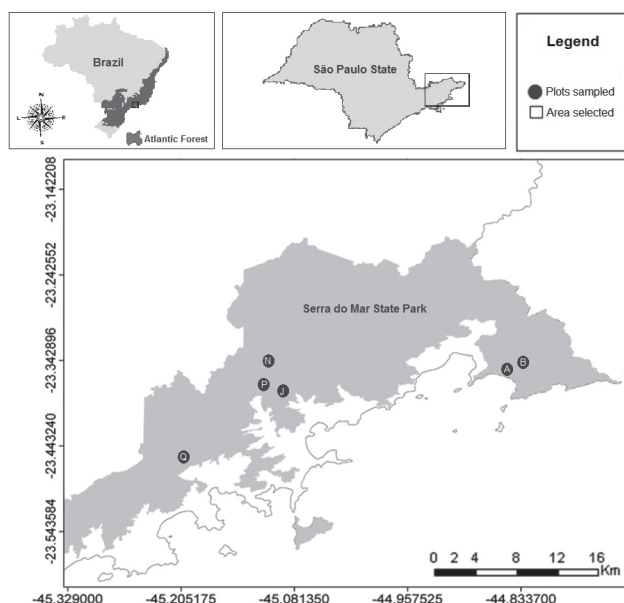 Brazil
N
L
E
S
Atlantic Forest
São Paulo State
Legend
Plots sampled
Area selected
-23.142208
-23.242552
-23.342896
-23.443240
-23.543584
Serra do Mar State Park
N
P
J
A
B
Q
0 2 4 8 12 16
Km
-45.329000 -45.205175 -45.081350 -44.957525 -44.833700